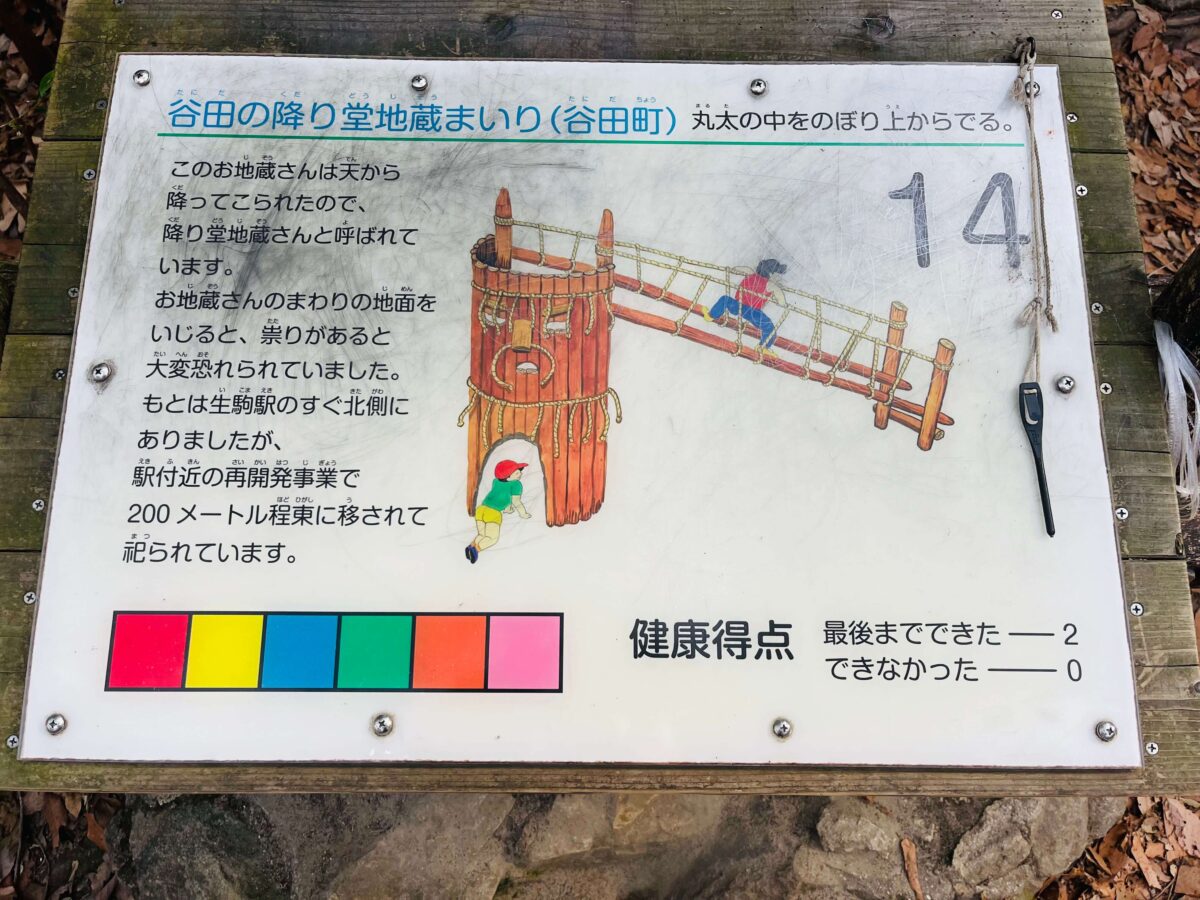 谷田の降り堂地蔵まいり(谷田町) 丸太の中をのぼり上からでる。
14
このお地蔵さんは天から
降ってこられたので、
降り堂地蔵さんと呼ばれて
います。
お地蔵さんのまわりの地面を
いじると、祟りがあると
大変恐れられていました。
もとは生駒駅のすぐ北側に
ありましたが、
駅付近の再開発事業で
200メートル程東に移されて
祀られています。
健康得点
最後までできた——2
できなかった——0